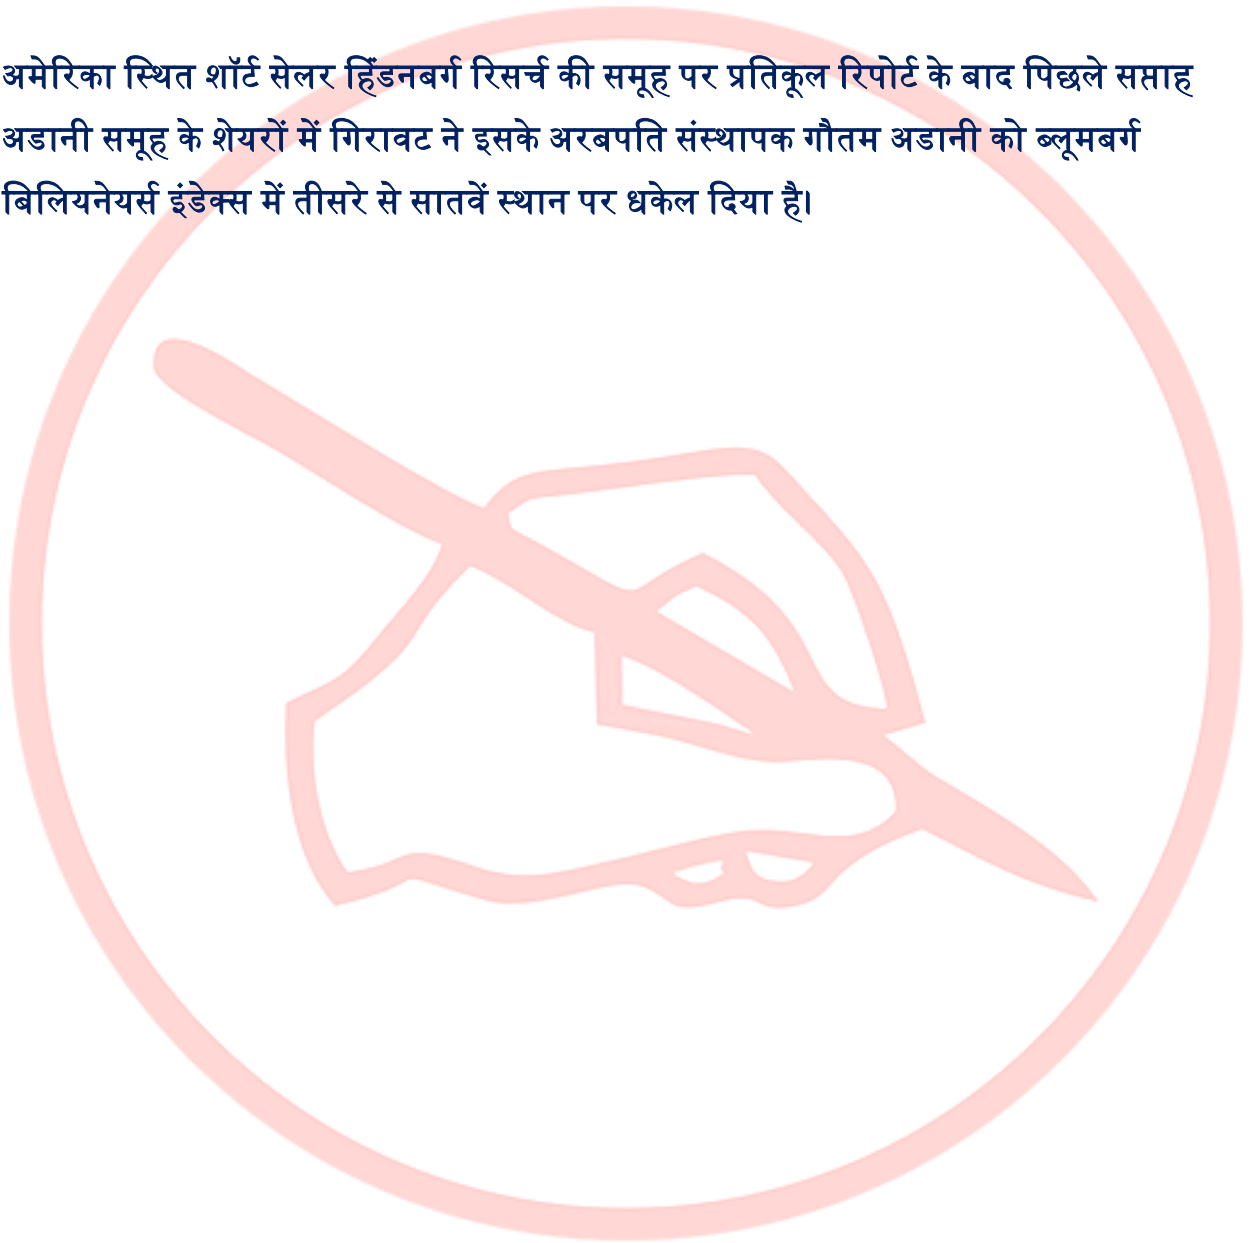 अमेरिका स्थित शॉर्ट सेलर हिंडनबर्ग रिसर्च की समूह पर प्रतिकूल रिपोर्ट के बाद पिछले सप्ताह
अडानी समूह के शेयरों में गिरावट ने इसके अरबपति संस्थापक गौतम अडानी को ब्लूमबर्ग
बिलियनेयर्स इंडेक्स में तीसरे से सातवें स्थान पर धकेल दिया है।